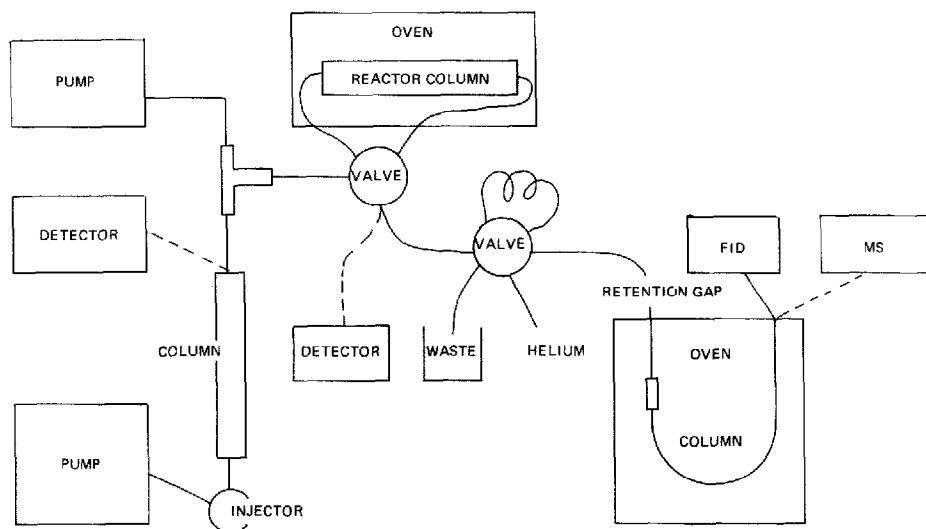 OVEN
PUMP
REACTOR COLUMN
VALVE
DETECTOR
VALVE
FID
MS
RETENTION GAP
COLUMN
DETECTOR
WASTE
HELIUM
OVEN
COLUMN
PUMP
INJECTOR